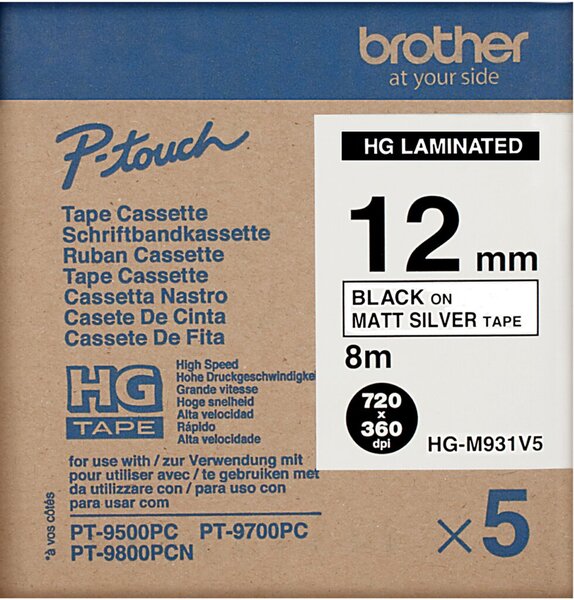 brother
at your side
P-touch
Tape Cassette
Schriftbandkassette
Ruban Cassette
Tape Cassette
Cassetta Nastro
Casete De Cinta
Cassete De Fita
HG
TAPE
High Speed
Hohe Druckgeschwindigkei
Grande vitesse
Hoge snelheid
Alta velocidad
Rápido
Alta velocidade
for use with / zur Verwendung mit
pour utiliser avec / te gebruiken met
da utilizzare con / para uso con
para usar com
PT-9500PC PT-9700PC
PT-9800PCN
*à vos côtés
HG LAMINATED
12 mm
BLACK ON
MATT SILVER TAPE
8m
720
x
360
dpi
HG-M931V5
x5